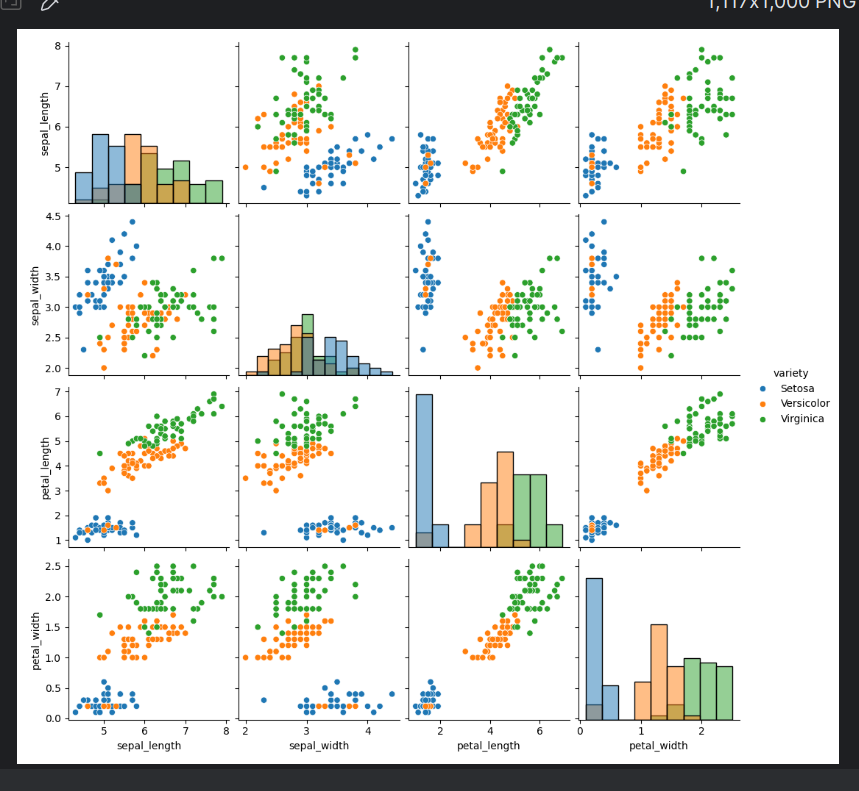 1,117x1,000 PNG
8
7
6
5
sepal_length
4.5
4.0
3.5
3.0
2.5
2.0
sepal_width
7
6
5
4
3
2
1
petal_length
2.5
2.0
1.5
1.0
0.5
0.0
petal_width
5 6 7 8
sepal_length
2 3 4
sepal_width
2 4 6
petal_length
0 1 2
petal_width
variety
Setosa
Versicolor
Virginica